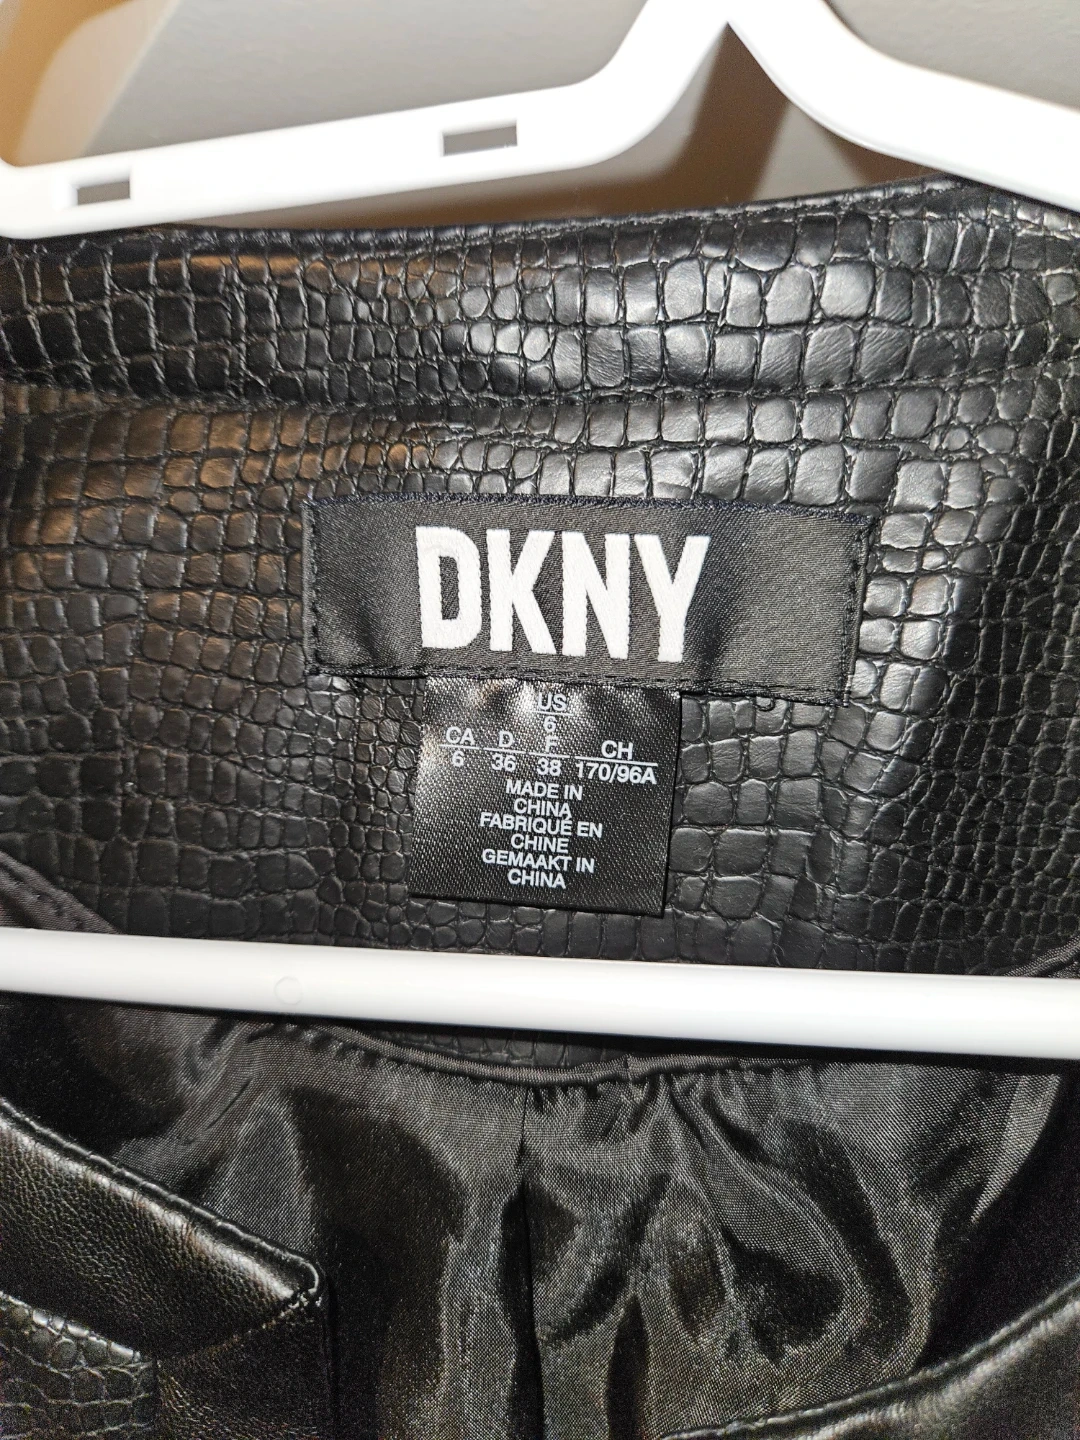 DKNY
US
6
CA D F CH
6 36 38 170/96A
MADE IN
CHINA
FABRIQUÉ EN
CHINE
GEMAAKT IN
CHINA